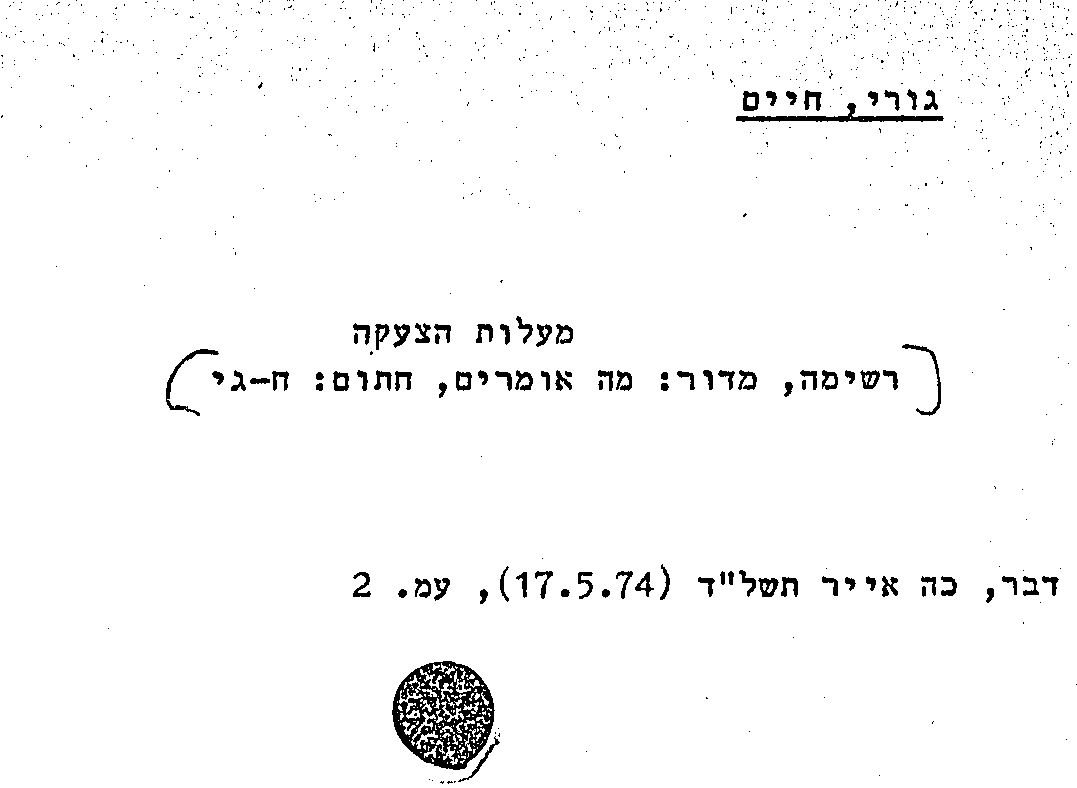 גורי, חיים
מעלות הצעקה
(רשימה, מדור: מה אומרים, חתום: ח-גי)
דבר, כה אייר תשל"ד (17.5.74), עמ. 2